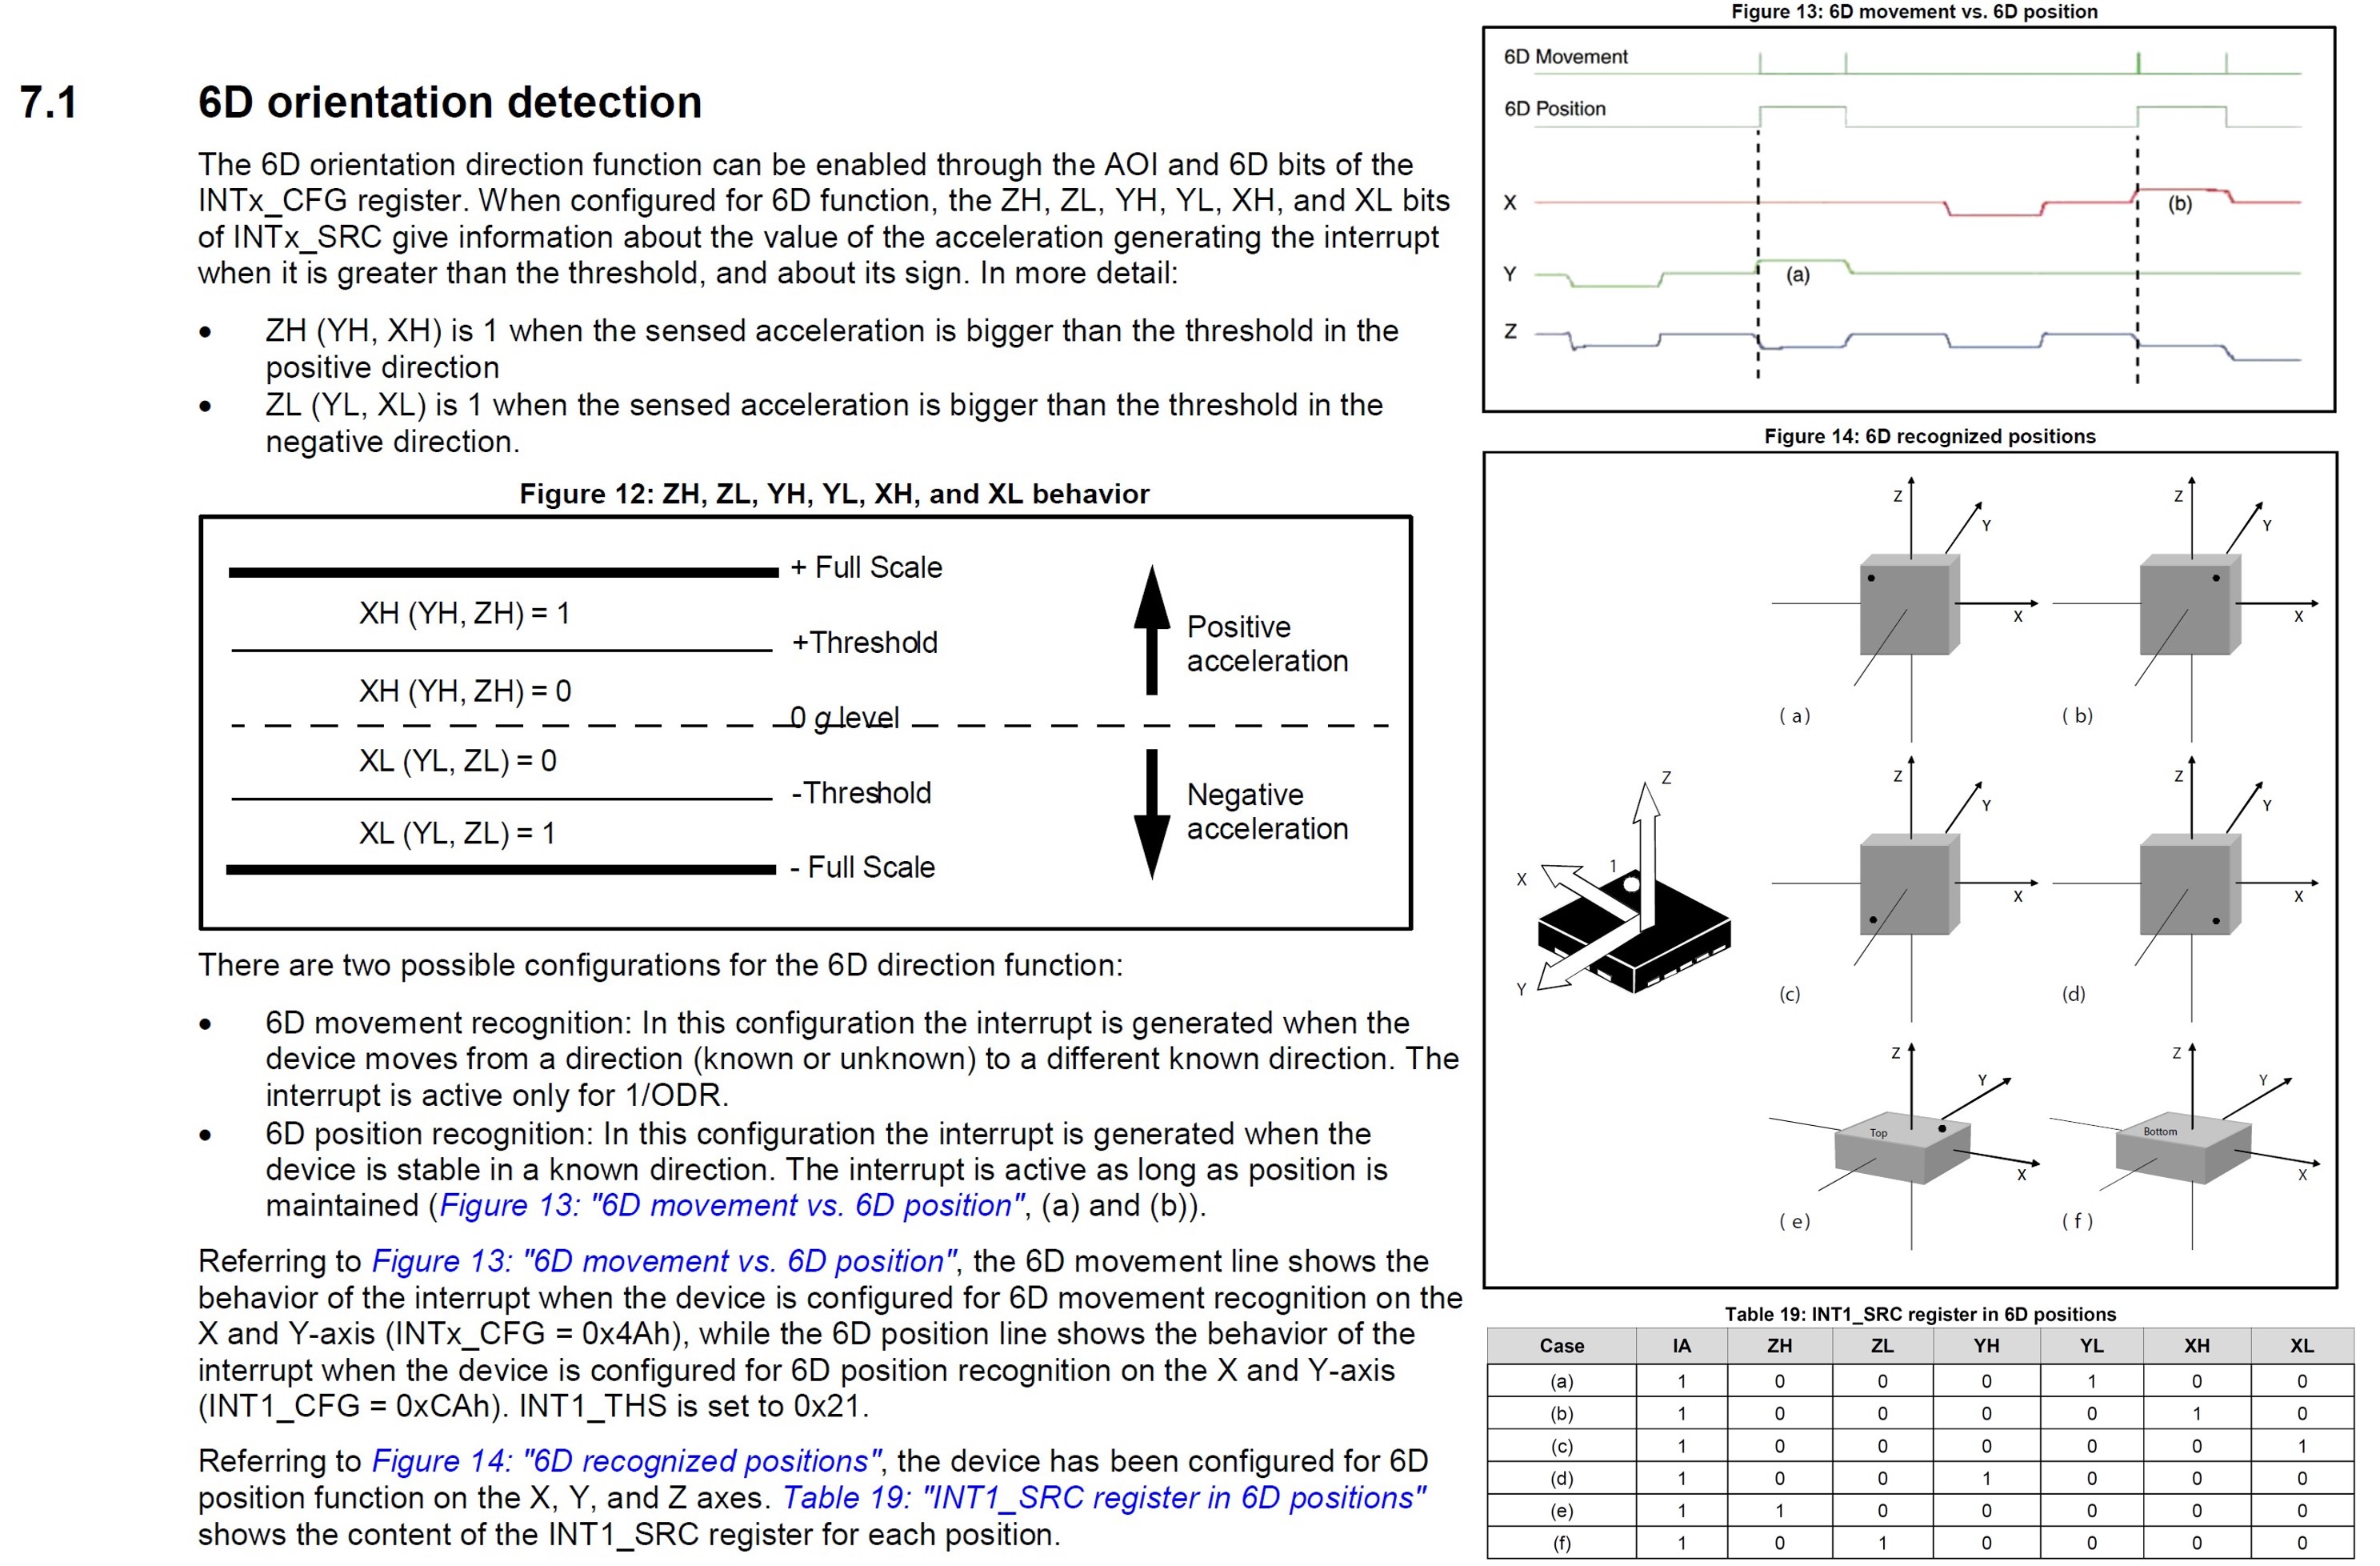 7.1 6D orientation detection
The 6D orientation direction function can be enabled through the AOI and 6D bits of the
INTx_CFG register. When configured for 6D function, the ZH, ZL, YH, YL, XH, and XL bits
of INTx_SRC give information about the value of the acceleration generating the interrupt
when it is greater than the threshold, and about its sign. In more detail:
• ZH (YH, XH) is 1 when the sensed acceleration is bigger than the threshold in the
positive direction
• ZL (YL, XL) is 1 when the sensed acceleration is bigger than the threshold in the
negative direction.
Figure 12: ZH, ZL, YH, YL, XH, and XL behavior
+ Full Scale
XH (YH, ZH) = 1
+Threshold
Positive
acceleration
XH (YH, ZH) = 0
0 g level
XL (YL, ZL) = 0
-Threshold
Negative
acceleration
XL (YL, ZL) = 1
- Full Scale
There are two possible configurations for the 6D direction function:
• 6D movement recognition: In this configuration the interrupt is generated when the
device moves from a direction (known or unknown) to a different known direction. The
interrupt is active only for 1/ODR.
• 6D position recognition: In this configuration the interrupt is generated when the
device is stable in a known direction. The interrupt is active as long as position is
maintained (Figure 13: "6D movement vs. 6D position", (a) and (b)).
Referring to Figure 13: "6D movement vs. 6D position", the 6D movement line shows the
behavior of the interrupt when the device is configured for 6D movement recognition on the
X and Y-axis (INTx_CFG = 0x4Ah), while the 6D position line shows the behavior of the
interrupt when the device is configured for 6D position recognition on the X and Y-axis
(INT1_CFG = 0xCAh). INT1_THS is set to 0x21.
Referring to Figure 14: "6D recognized positions", the device has been configured for 6D
position function on the X, Y, and Z axes. Table 19: "INT1_SRC register in 6D positions"
shows the content of the INT1_SRC register for each position.
Figure 13: 6D movement vs. 6D position
6D Movement
6D Position
X (b)
Y (a)
Z
Figure 14: 6D recognized positions
Z Y X (a)
Z Y X (b)
Z X Y 1
Z Y X (c)
Z Y X (d)
Z Y X Top (e)
Z Y X Bottom (f)
Table 19: INT1_SRC register in 6D positions
Case IA ZH ZL YH YL XH XL
(a) 1 0 0 0 1 0 0
(b) 1 0 0 0 0 1 0
(c) 1 0 0 0 0 0 1
(d) 1 0 0 1 0 0 0
(e) 1 1 0 0 0 0 0
(f) 1 0 1 0 0 0 0